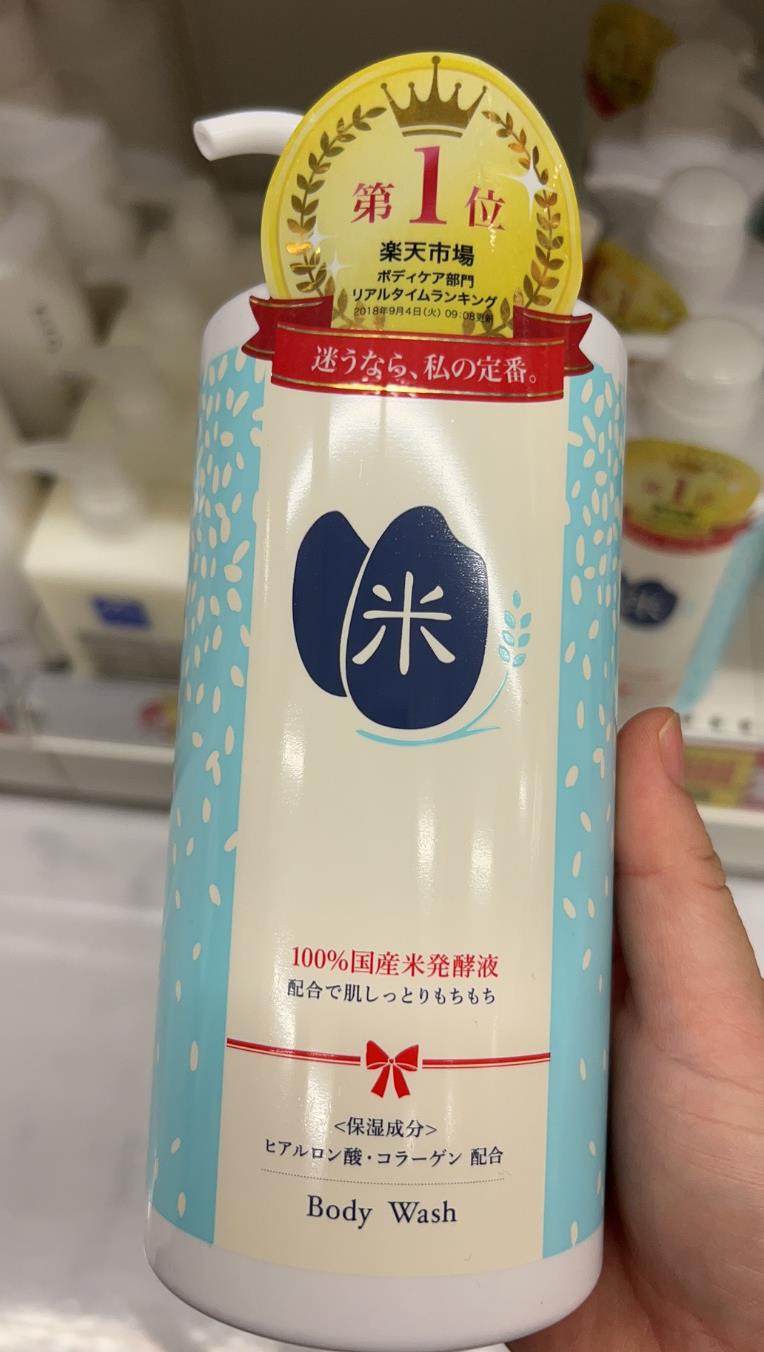 第1位
楽天市場
ボディケア部門
リアルタイムランキング
2018年9月4日(火) 09:08更新
迷うなら、私の定番。
米
100%国産米発酵液
配合で肌しっとりもちもち
<保湿成分>
ヒアルロン酸・コラーゲン 配合
Body Wash